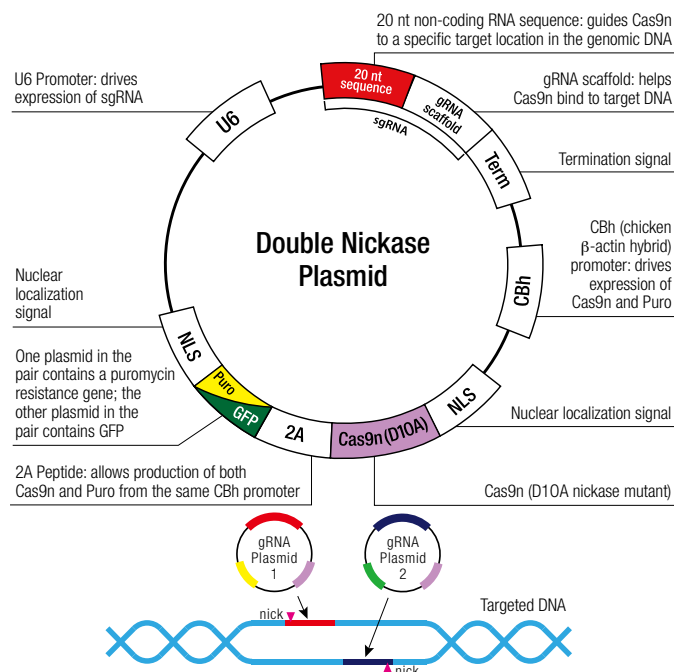 20 nt non-coding RNA sequence: guides Cas9n
to a specific target location in the genomic DNA
U6 Promoter: drives
expression of sgRNA
20 nt
sequence
gRNA
scaffold
sgRNA
gRNA scaffold: helps
Cas9n bind to target DNA
U6
Term
Termination signal
Double Nickase
Plasmid
CBh (chicken
β-actin hybrid)
promoter: drives
expression of
Cas9n and Puro
CBh
Nuclear
localization
signal
NLS
One plasmid in the
pair contains a puromycin
resistance gene; the
other plasmid in the
pair contains GFP
Puro
GFP
2A
Cas9n (D10A)
NLS
Nuclear localization signal
2A Peptide: allows production of both
Cas9n and Puro from the same CBh promoter
Cas9n (D10A nickase mutant)
gRNA
Plasmid
1
gRNA
Plasmid
2
nick
Targeted DNA
nick